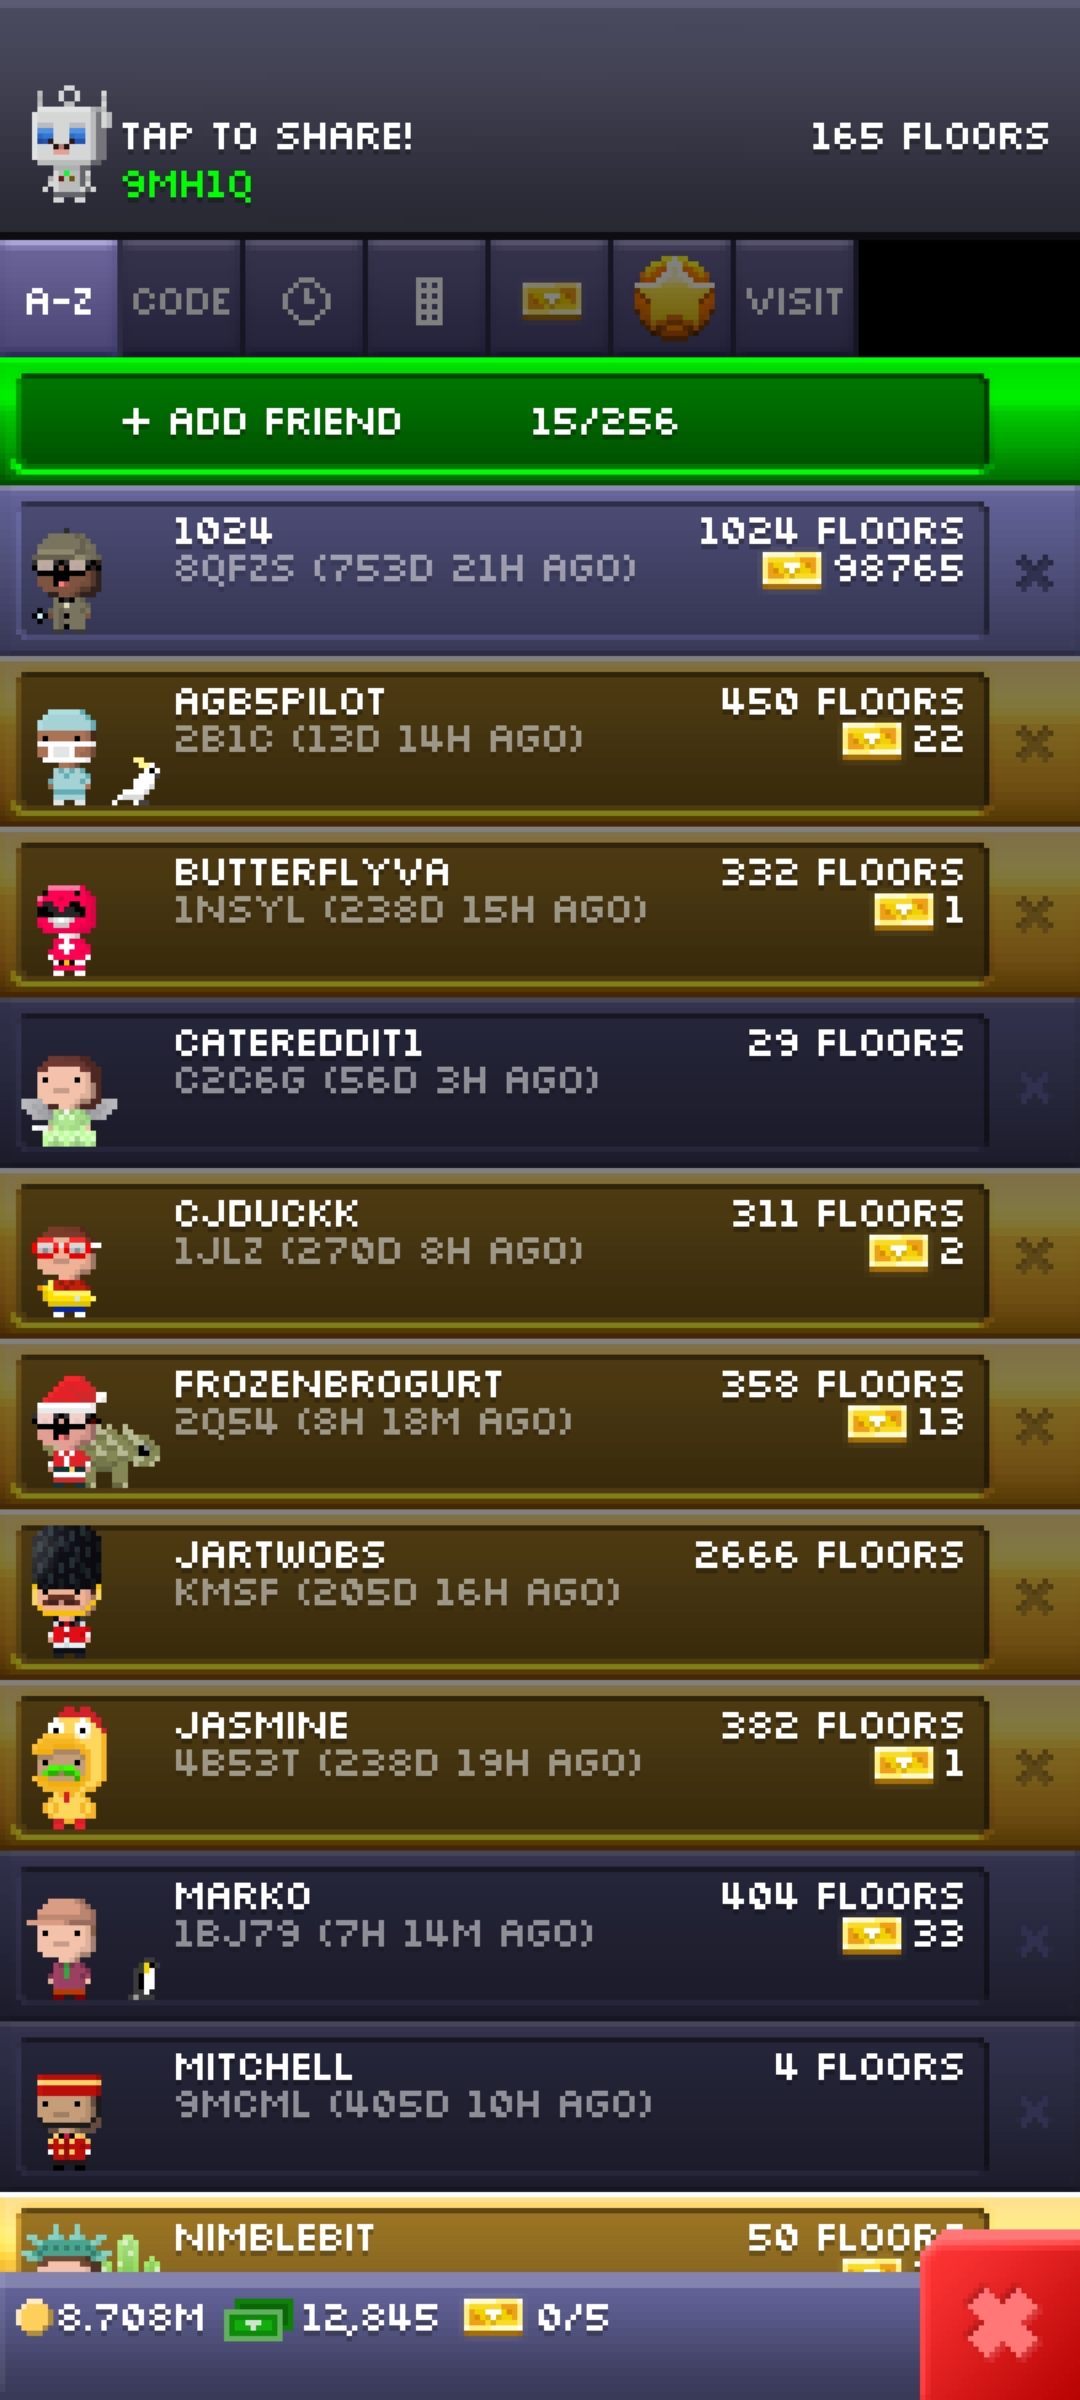 TAP TO SHARE!
165 FLOORS
9MH1Q
A-Z CODE VISIT
+ ADD FRIEND 15/256
1024 1024 FLOORS
8QFZS (753D 21H AGO) 98765
AGB5PILOT 450 FLOORS
2B1C (13D 14H AGO) 22
BUTTERFLYVA 332 FLOORS
1NSYL (238D 15H AGO) 1
CATEREDDIT1 29 FLOORS
C2C6G (56D 3H AGO)
CJDUCKK 311 FLOORS
1JLZ (270D 8H AGO) 2
FROZENBROGURT 358 FLOORS
2Q54 (8H 18M AGO) 13
JARTWOBS 2666 FLOORS
KMSF (205D 16H AGO)
JASMINE 382 FLOORS
4B53T (238D 19H AGO) 1
MARKO 404 FLOORS
1BJ79 (7H 14M AGO) 33
MITCHELL 4 FLOORS
9MCML (405D 10H AGO)
NIMBLEBIT 50 FLOORS
8.708M 12,845 0/5